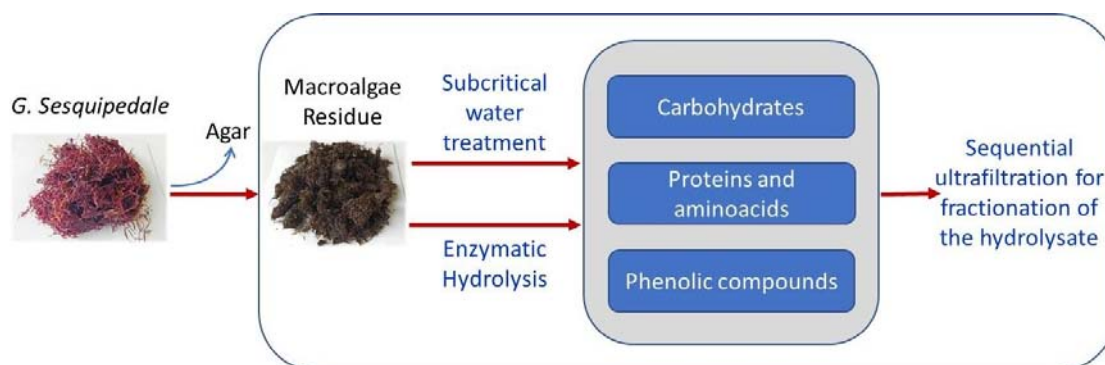 G. Sesquipedale
Agar
Macroalgae
Residue
Subcritical
water
treatment
Enzymatic
Hydrolysis
Carbohydrates
Proteins and
aminoacids
Phenolic compounds
Sequential
ultrafiltration for
fractionation of
the hydrolysate